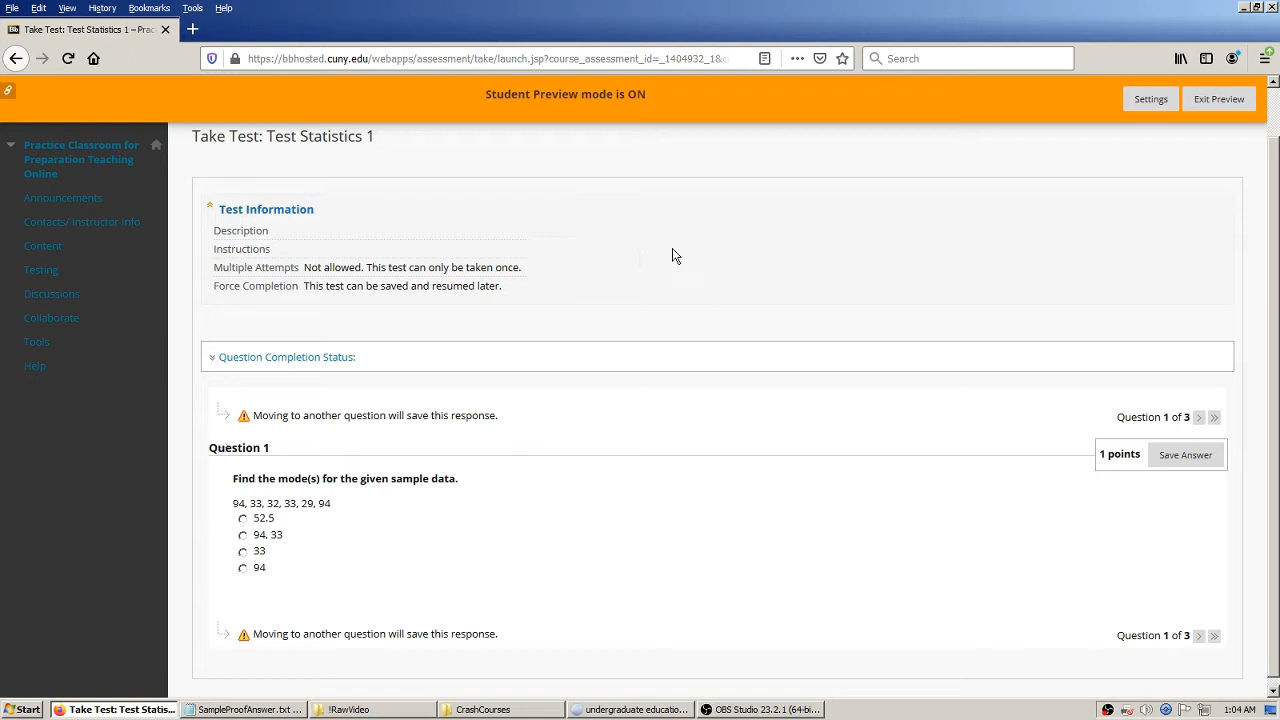 File Edit View History Bookmarks Tools Help
Bb Take Test: Test Statistics 1 – Prac
https://bbhosted.cuny.edu/webapps/assessment/take/launch.jsp?course_assessment_id=_1404932_1&c
Search
Student Preview mode is ON
Settings
Exit Preview
Practice Classroom for
Preparation Teaching
Online
Announcements
Contacts/ Instructor info
Content
Testing
Discussions
Collaborate
Tools
Help
Take Test: Test Statistics 1
Test Information
Description
Instructions
Multiple Attempts Not allowed. This test can only be taken once.
Force Completion This test can be saved and resumed later.
Question Completion Status:
Moving to another question will save this response.
Question 1 of 3
Question 1
1 points
Save Answer
Find the mode(s) for the given sample data.
94, 33, 32, 33, 29, 94
52.5
94, 33
33
94
Moving to another question will save this response.
Question 1 of 3
Start
Take Test: Test Statis...
SampleProofAnswer.txt ...
!RawVideo
CrashCourses
undergraduate educatio...
OBS Studio 23.2.1 (64-bi...
1:04 AM